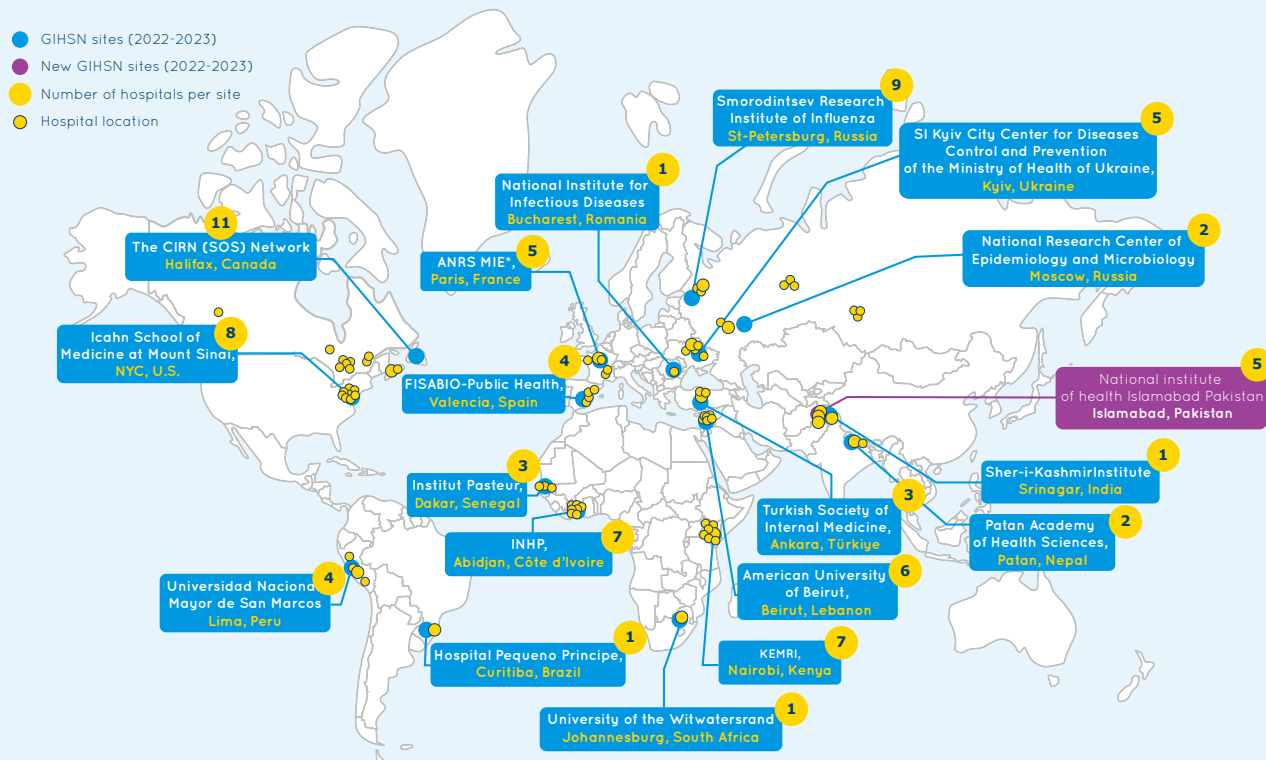 GIHSN sites (2022-2023)
New GIHSN sites (2022-2023)
Number of hospitals per site
Hospital location
9
Smorodintsev Research
Institute of Influenza
St-Petersburg, Russia
5
SI Kyiv City Center for Diseases
Control and Prevention
of the Ministry of Health of Ukraine,
Kyiv, Ukraine
1
National Institute for
Infectious Diseases
Bucharest, Romania
11
The CIRN (SOS) Network
Halifax, Canada
5
ANRS MIE*,
Paris, France
2
National Research Center of
Epidemiology and Microbiology
Moscow, Russia
8
Icahn School of
Medicine at Mount Sinai,
NYC, U.S.
4
FISABIO-Public Health,
Valencia, Spain
5
National institute
of health Islamabad Pakistan
Islamabad, Pakistan
3
Institut Pasteur,
Dakar, Senegal
1
Sher-i-KashmirInstitute
Srinagar, India
3
Turkish Society of
Internal Medicine,
Ankara, Türkiye
2
Patan Academy
of Health Sciences,
Patan, Nepal
7
INHP,
Abidjan, Côte d'Ivoire
4
Universidad Naciona
Mayor de San Marcos
Lima, Peru
6
American University
of Beirut,
Beirut, Lebanon
1
Hospital Pequeno Principe,
Curitiba, Brazil
7
KEMRI,
Nairobi, Kenya
1
University of the Witwatersrand
Johannesburg, South Africa